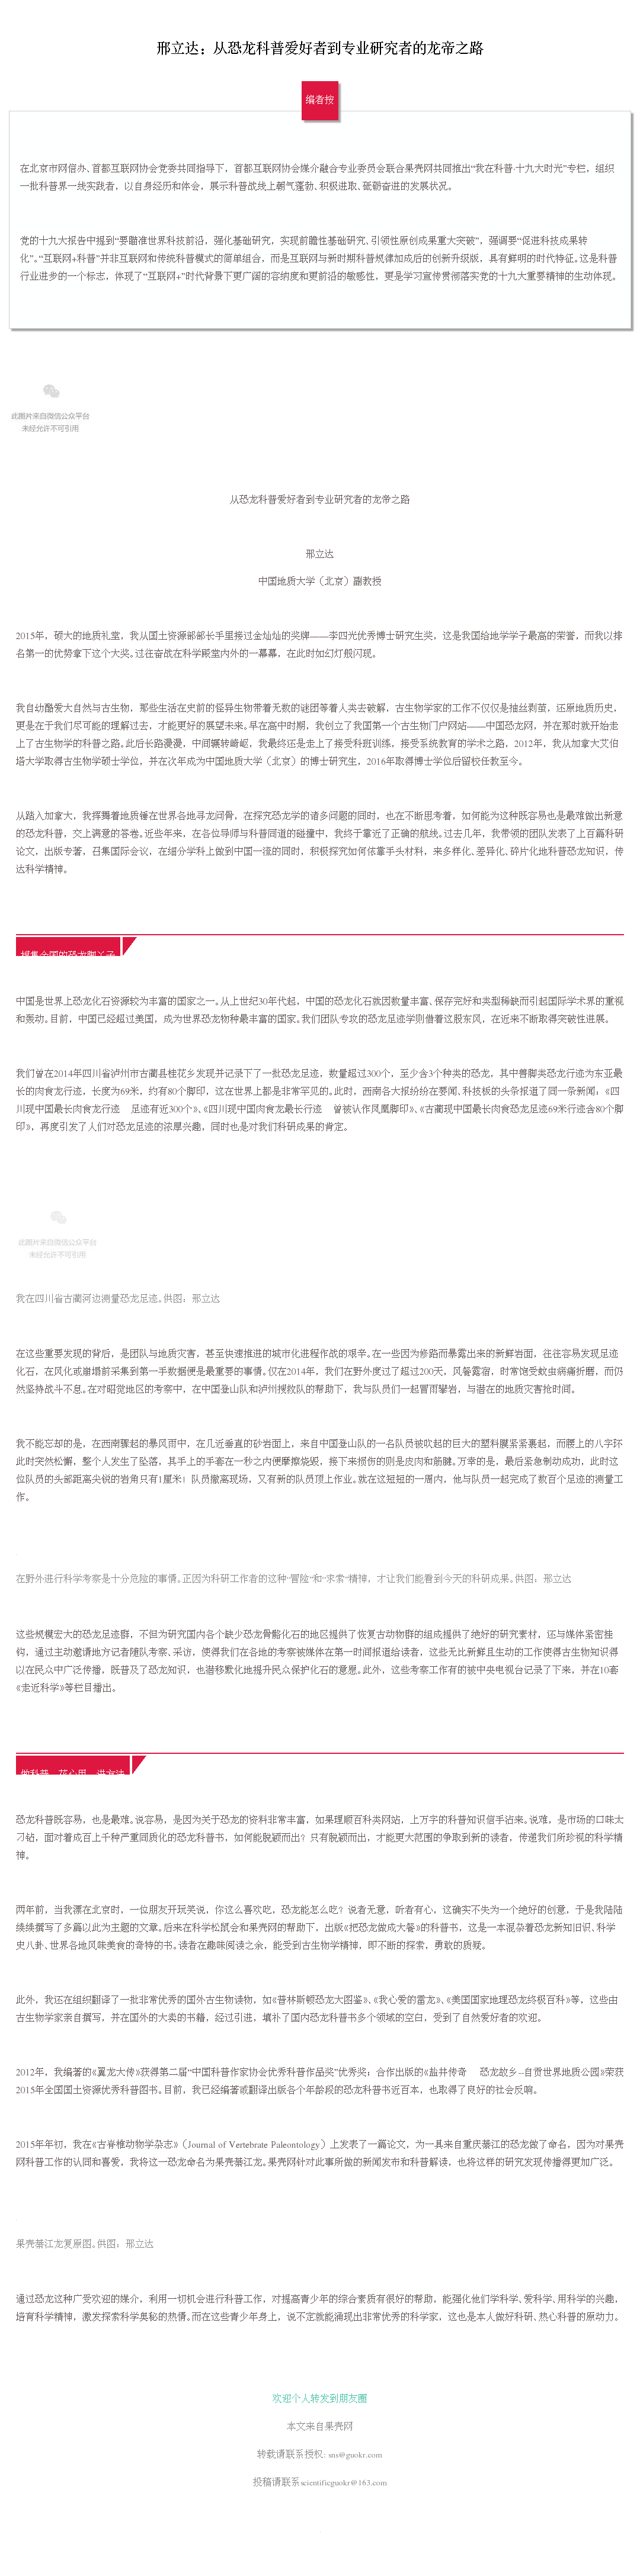 邢立达：从恐龙科普爱好者到专业研究者的龙帝之路
编者按
在北京市网信办、首都互联网协会党委共同指导下，首都互联网协会媒介融合专业委员会联合果壳网共同推出“我在科普·十九大时光”专栏，组织
一批科普界一线实践者，以自身经历和体会，展示科普战线上朝气蓬勃、积极进取、砥砺奋进的发展状况。
党的十九大报告中提到“要瞄准世界科技前沿，强化基础研究，实现前瞻性基础研究、引领性原创成果重大突破”，强调要“促进科技成果转
化”。“互联网+科普”并非互联网和传统科普模式的简单组合，而是互联网与新时期科普规律加成后的创新升级版，具有鲜明的时代特征。这是科普
行业进步的一个标志，体现了“互联网+”时代背景下更广阔的容纳度和更前沿的敏感性，更是学习宣传贯彻落实党的十九大重要精神的生动体现。
此图片来自微信公众平台
未经允许不可引用
从恐龙科普爱好者到专业研究者的龙帝之路
邢立达
中国地质大学（北京）副教授
2015年，硕大的地质礼堂，我从国土资源部部长手里接过金灿灿的奖牌——李四光优秀博士研究生奖，这是我国给地学学子最高的荣誉，而我以排
名第一的优势拿下这个大奖。过往奋战在科学殿堂内外的一幕幕，在此时如幻灯般闪现。
我自幼酷爱大自然与古生物，那些生活在史前的怪异生物带着无数的谜团等着人类去破解，古生物学家的工作不仅仅是抽丝剥茧，还原地质历史，
更是在于我们尽可能的理解过去，才能更好的展望未来。早在高中时期，我创立了我国第一个古生物门户网站——中国恐龙网，并在那时就开始走
上了古生物学的科普之路。此后长路漫漫，中间辗转崎岖，我最终还是走上了接受科班训练，接受系统教育的学术之路，2012年，我从加拿大艾伯
塔大学取得古生物学硕士学位，并在次年成为中国地质大学（北京）的博士研究生，2016年取得博士学位后留校任教至今。
从踏入加拿大，我挥舞着地质锤在世界各地寻龙问骨，在探究恐龙学的诸多问题的同时，也在不断思考着，如何能为这种既容易也是最难做出新意
的恐龙科普，交上满意的答卷。近些年来，在各位导师与科普同道的碰撞中，我终于靠近了正确的航线。过去几年，我带领的团队发表了上百篇科研
论文，出版专著，召集国际会议，在细分学科上做到中国一流的同时，积极探究如何依靠手头材料，来多样化、差异化、碎片化地科普恐龙知识，传
达科学精神。
搜集全国的恐龙脚丫子
中国是世界上恐龙化石资源较为丰富的国家之一。从上世纪30年代起，中国的恐龙化石就因数量丰富、保存完好和类型稀缺而引起国际学术界的重视
和轰动。目前，中国已经超过美国，成为世界恐龙物种最丰富的国家。我们团队专攻的恐龙足迹学则借着这股东风，在近来不断取得突破性进展。
我们曾在2014年四川省泸州市古蔺县桂花乡发现并记录下了一批恐龙足迹，数量超过300个，至少含3个种类的恐龙，其中兽脚类恐龙行迹为东亚最
长的肉食龙行迹，长度为69米，约有80个脚印，这在世界上都是非常罕见的。此时，西南各大报纷纷在要闻、科技板的头条报道了同一条新闻：《四
川现中国最长肉食龙行迹　足迹有近300个》、《四川现中国肉食龙最长行迹　曾被认作凤凰脚印》、《古蔺现中国最长肉食恐龙足迹69米行迹含80个脚
印》，再度引发了人们对恐龙足迹的浓厚兴趣，同时也是对我们科研成果的肯定。
此图片来自微信公众平台
未经允许不可引用
我在四川省古蔺河边测量恐龙足迹。供图：邢立达
在这些重要发现的背后，是团队与地质灾害，甚至快速推进的城市化进程作战的艰辛。在一些因为修路而暴露出来的新鲜岩面，往往容易发现足迹
化石，在风化或崩塌前采集到第一手数据便是最重要的事情。仅在2014年，我们在野外度过了超过200天，风餐露宿，时常饱受蚊虫病痛折磨，而仍
然坚持战斗不息。在对昭觉地区的考察中，在中国登山队和泸州搜救队的帮助下，我与队员们一起冒雨攀岩，与潜在的地质灾害抢时间。
我不能忘却的是，在西南骤起的暴风雨中，在几近垂直的砂岩面上，来自中国登山队的一名队员被吹起的巨大的塑料膜紧紧裹起，而腰上的八字环
此时突然松懈，整个人发生了坠落，其手上的手套在一秒之内便摩擦烧毁，接下来损伤的则是皮肉和筋腱。万幸的是，最后紧急制动成功，此时这
位队员的头部距离尖锐的岩角只有1厘米！队员撤离现场，又有新的队员顶上作业。就在这短短的一周内，他与队员一起完成了数百个足迹的测量工
作。
在野外进行科学考察是十分危险的事情。正因为科研工作者的这种“冒险”和“求索”精神，才让我们能看到今天的科研成果。供图：邢立达
这些规模宏大的恐龙足迹群，不但为研究国内各个缺少恐龙骨骼化石的地区提供了恢复古动物群的组成提供了绝好的研究素材，还与媒体紧密挂
钩，通过主动邀请地方记者随队考察、采访，使得我们在各地的考察被媒体在第一时间报道给读者，这些无比新鲜且生动的工作使得古生物知识得
以在民众中广泛传播，既普及了恐龙知识，也潜移默化地提升民众保护化石的意愿。此外，这些考察工作有的被中央电视台记录了下来，并在10套
《走近科学》等栏目播出。
做科普，花心思，讲方法
恐龙科普既容易，也是最难。说容易，是因为关于恐龙的资料非常丰富，如果理顺百科类网站，上万字的科普知识信手沾来。说难，是市场的口味太
刁钻，面对着成百上千种严重同质化的恐龙科普书，如何能脱颖而出？只有脱颖而出，才能更大范围的争取到新的读者，传递我们所珍视的科学精
神。
两年前，当我漂在北京时，一位朋友开玩笑说，你这么喜欢吃，恐龙能怎么吃？说者无意，听者有心，这确实不失为一个绝好的创意，于是我陆陆
续续撰写了多篇以此为主题的文章。后来在科学松鼠会和果壳网的帮助下，出版《把恐龙做成大餐》的科普书，这是一本混杂着恐龙新知旧识、科学
史八卦、世界各地风味美食的奇特的书。读者在趣味阅读之余，能受到古生物学精神，即不断的探索，勇敢的质疑。
此外，我还在组织翻译了一批非常优秀的国外古生物读物，如《普林斯顿恐龙大图鉴》、《我心爱的雷龙》、《美国国家地理恐龙终极百科》等，这些由
古生物学家亲自撰写，并在国外的大卖的书籍，经过引进，填补了国内恐龙科普书多个领域的空白，受到了自然爱好者的欢迎。
2012年，我编著的《翼龙大传》获得第二届“中国科普作家协会优秀科普作品奖”优秀奖；合作出版的《盐井传奇　恐龙故乡--自贡世界地质公园》荣获
2015年全国国土资源优秀科普图书。目前，我已经编著或翻译出版各个年龄段的恐龙科普书近百本，也取得了良好的社会反响。
2015年年初，我在《古脊椎动物学杂志》（Journal of Vertebrate Paleontology）上发表了一篇论文，为一具来自重庆綦江的恐龙做了命名，因为对果壳
网科普工作的认同和喜爱，我将这一恐龙命名为果壳綦江龙。果壳网针对此事所做的新闻发布和科普解读，也将这样的研究发现传播得更加广泛。
果壳綦江龙复原图。供图：邢立达
通过恐龙这种广受欢迎的媒介，利用一切机会进行科普工作，对提高青少年的综合素质有很好的帮助，能强化他们学科学、爱科学、用科学的兴趣，
培育科学精神，激发探索科学奥秘的热情。而在这些青少年身上，说不定就能涌现出非常优秀的科学家，这也是本人做好科研、热心科普的原动力。
欢迎个人转发到朋友圈
本文来自果壳网
转载请联系授权: sns@guokr.com
投稿请联系scientificguokr@163.com